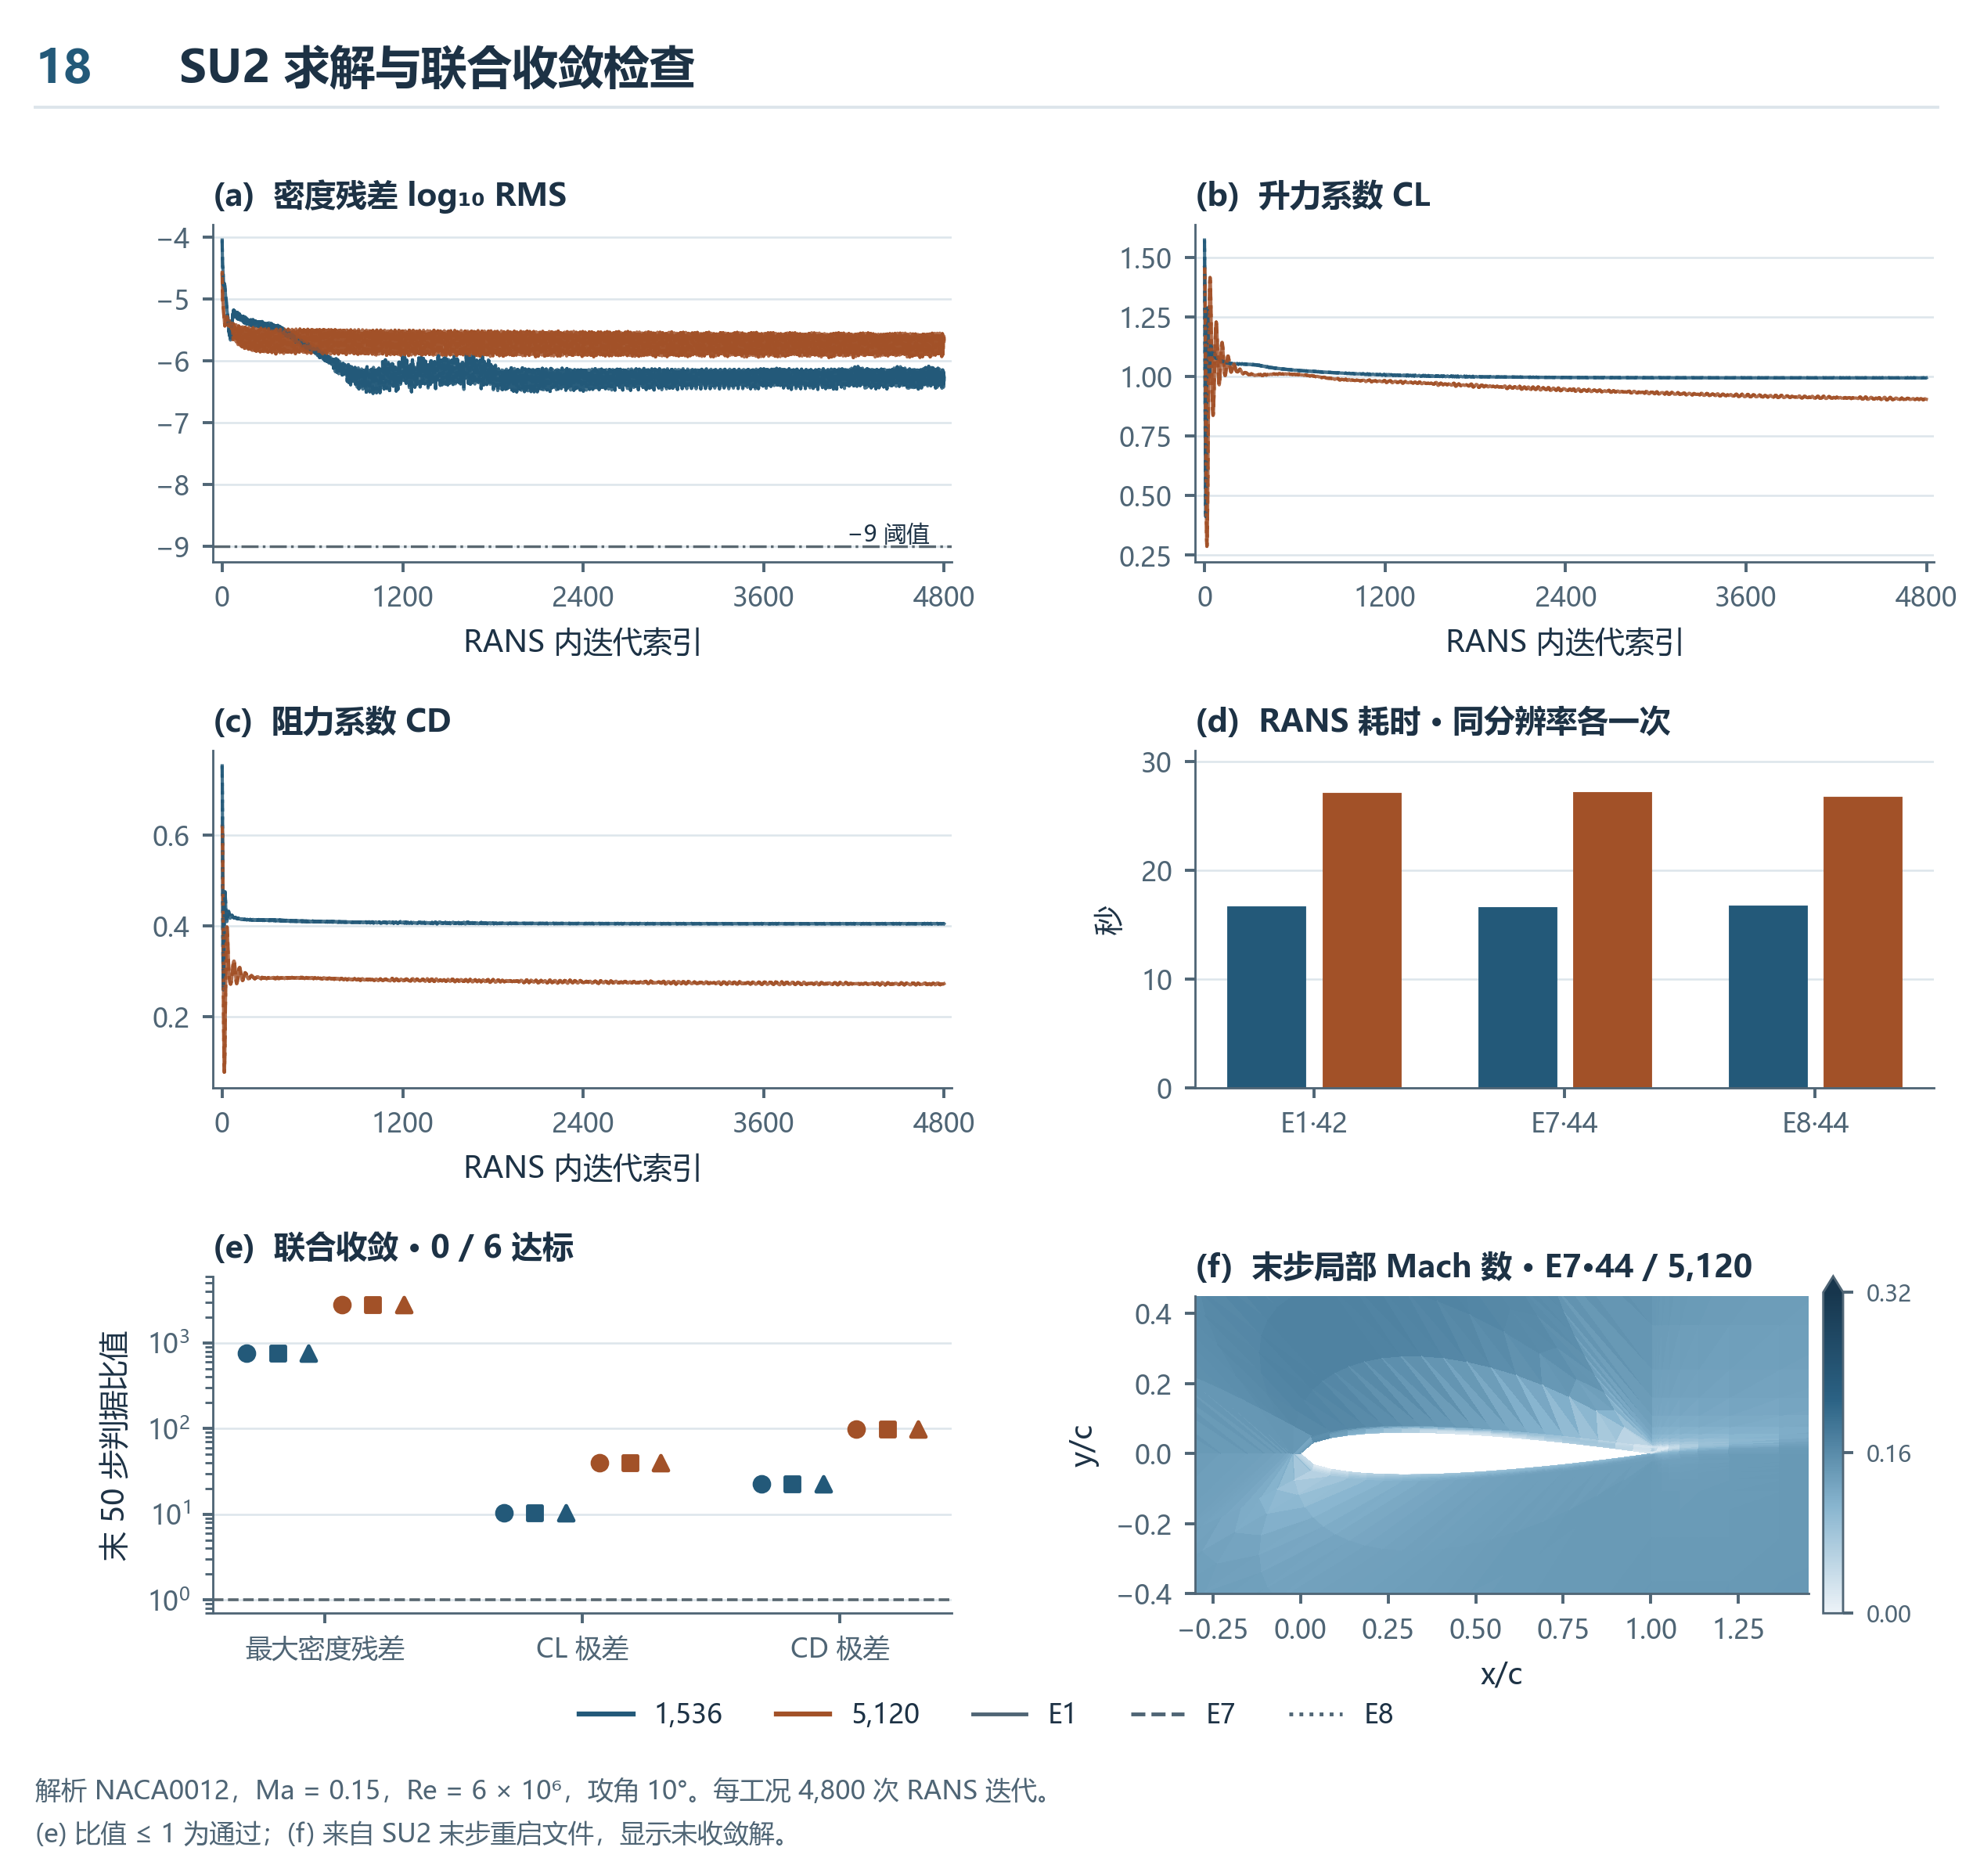 18 SU2 求解与联合收敛检查
(a) 密度残差 log₁₀ RMS
−4
−5
−6
−7
−8
−9
−9 阈值
0 1200 2400 3600 4800
RANS 内迭代索引
(b) 升力系数 CL
1.50
1.25
1.00
0.75
0.50
0.25
0 1200 2400 3600 4800
RANS 内迭代索引
(c) 阻力系数 CD
0.6
0.4
0.2
0 1200 2400 3600 4800
RANS 内迭代索引
(d) RANS 耗时 • 同分辨率各一次
30
20
10
0
秒
E1·42 E7·44 E8·44
(e) 联合收敛 • 0 / 6 达标
末 50 步判据比值
10³
10²
10¹
10⁰
最大密度残差 CL 极差 CD 极差
(f) 末步局部 Mach 数 • E7•44 / 5,120
0.4
0.2
0.0
−0.2
−0.4
y/c
−0.25 0.00 0.25 0.50 0.75 1.00 1.25
x/c
0.32
0.16
0.00
1,536 5,120 E1 E7 E8
解析 NACA0012，Ma = 0.15，Re = 6 × 10⁶，攻角 10°。每工况 4,800 次 RANS 迭代。
(e) 比值 ≤ 1 为通过；(f) 来自 SU2 末步重启文件，显示未收敛解。